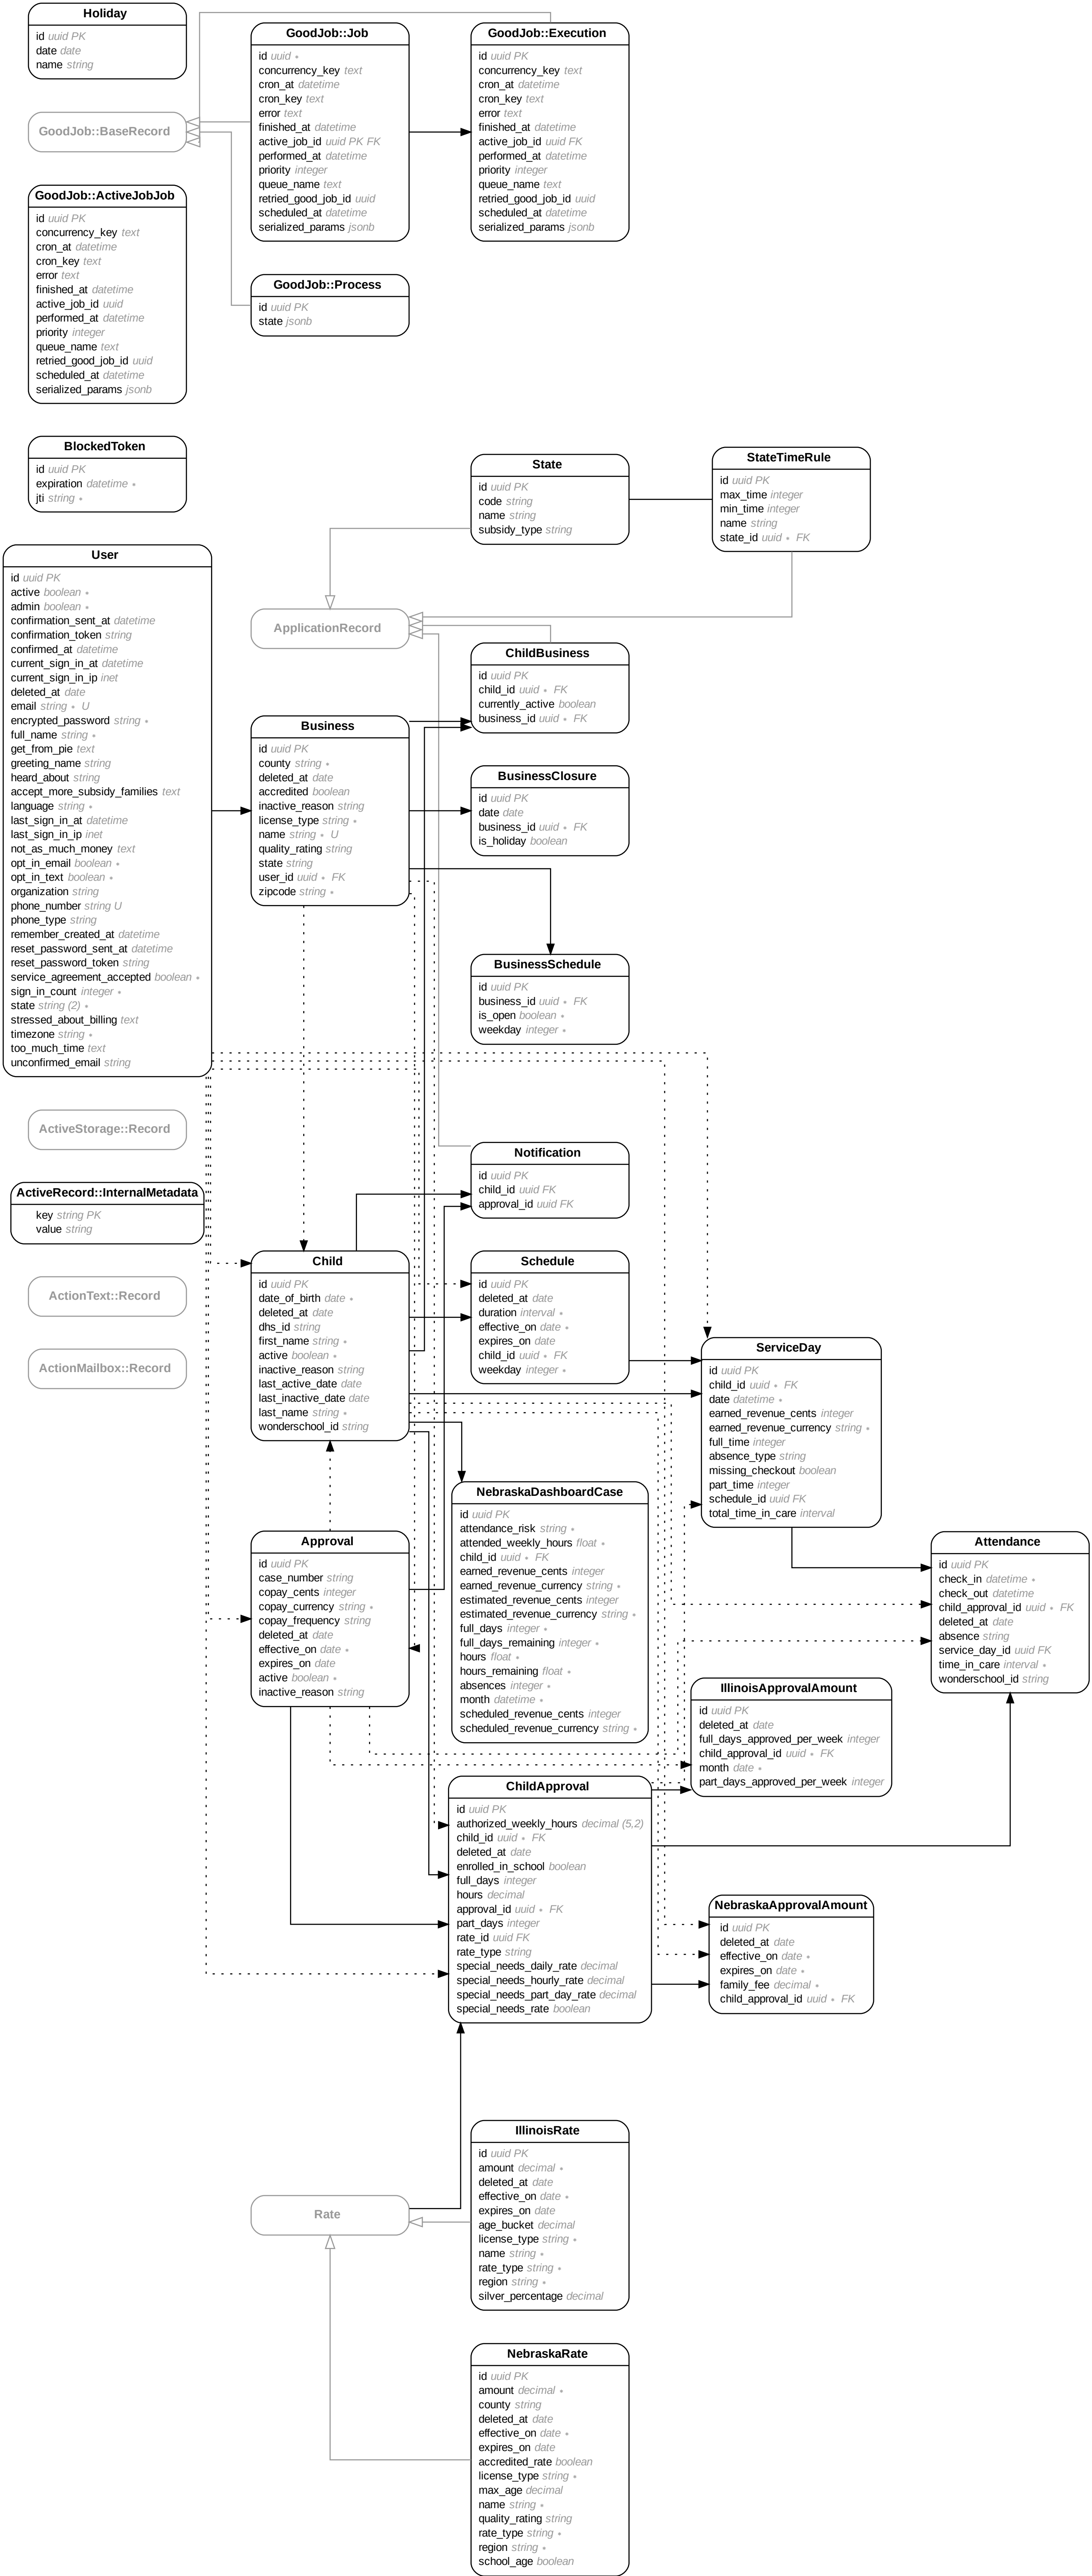 Holiday
id uuid PK
date date
name string
GoodJob::BaseRecord
GoodJob::Job
id uuid ∗
concurrency_key text
cron_at datetime
cron_key text
error text
finished_at datetime
active_job_id uuid PK FK
performed_at datetime
priority integer
queue_name text
retried_good_job_id uuid
scheduled_at datetime
serialized_params jsonb
GoodJob::Execution
id uuid PK
concurrency_key text
cron_at datetime
cron_key text
error text
finished_at datetime
active_job_id uuid FK
performed_at datetime
priority integer
queue_name text
retried_good_job_id uuid
scheduled_at datetime
serialized_params jsonb
GoodJob::ActiveJobJob
id uuid PK
concurrency_key text
cron_at datetime
cron_key text
error text
finished_at datetime
active_job_id uuid
performed_at datetime
priority integer
queue_name text
retried_good_job_id uuid
scheduled_at datetime
serialized_params jsonb
GoodJob::Process
id uuid PK
state jsonb
BlockedToken
id uuid PK
expiration datetime ∗
jti string ∗
State
id uuid PK
code string
name string
subsidy_type string
StateTimeRule
id uuid PK
max_time integer
min_time integer
name string
state_id uuid ∗ FK
User
id uuid PK
active boolean ∗
admin boolean ∗
confirmation_sent_at datetime
confirmation_token string
confirmed_at datetime
current_sign_in_at datetime
current_sign_in_ip inet
deleted_at date
email string ∗ U
encrypted_password string ∗
full_name string ∗
get_from_pie text
greeting_name string
heard_about string
accept_more_subsidy_families text
language string ∗
last_sign_in_at datetime
last_sign_in_ip inet
not_as_much_money text
opt_in_email boolean ∗
opt_in_text boolean ∗
organization string
phone_number string U
phone_type string
remember_created_at datetime
reset_password_sent_at datetime
reset_password_token string
service_agreement_accepted boolean ∗
sign_in_count integer ∗
state string (2) ∗
stressed_about_billing text
timezone string ∗
too_much_time text
unconfirmed_email string
ApplicationRecord
ChildBusiness
id uuid PK
child_id uuid ∗ FK
currently_active boolean
business_id uuid ∗ FK
Business
id uuid PK
county string ∗
deleted_at date
accredited boolean
inactive_reason string
license_type string ∗
name string ∗ U
quality_rating string
state string
user_id uuid ∗ FK
zipcode string ∗
BusinessClosure
id uuid PK
date date
business_id uuid ∗ FK
is_holiday boolean
BusinessSchedule
id uuid PK
business_id uuid ∗ FK
is_open boolean ∗
weekday integer ∗
ActiveStorage::Record
ActiveRecord::InternalMetadata
key string PK
value string
ActionText::Record
ActionMailbox::Record
Notification
id uuid PK
child_id uuid FK
approval_id uuid FK
Child
id uuid PK
date_of_birth date ∗
deleted_at date
dhs_id string
first_name string ∗
active boolean ∗
inactive_reason string
last_active_date date
last_inactive_date date
last_name string ∗
wonderschool_id string
Schedule
id uuid PK
deleted_at date
duration interval ∗
effective_on date ∗
expires_on date
child_id uuid ∗ FK
weekday integer ∗
ServiceDay
id uuid PK
child_id uuid ∗ FK
date datetime ∗
earned_revenue_cents integer
earned_revenue_currency string ∗
full_time integer
absence_type string
missing_checkout boolean
part_time integer
schedule_id uuid FK
total_time_in_care interval
NebraskaDashboardCase
id uuid PK
attendance_risk string ∗
attended_weekly_hours float ∗
child_id uuid ∗ FK
earned_revenue_cents integer
earned_revenue_currency string ∗
estimated_revenue_cents integer
estimated_revenue_currency string ∗
full_days integer ∗
full_days_remaining integer ∗
hours float ∗
hours_remaining float ∗
absences integer ∗
month datetime ∗
scheduled_revenue_cents integer
scheduled_revenue_currency string ∗
Approval
id uuid PK
case_number string
copay_cents integer
copay_currency string ∗
copay_frequency string
deleted_at date
effective_on date ∗
expires_on date
active boolean ∗
inactive_reason string
Attendance
id uuid PK
check_in datetime ∗
check_out datetime
child_approval_id uuid ∗ FK
deleted_at date
absence string
service_day_id uuid FK
time_in_care interval ∗
wonderschool_id string
IllinoisApprovalAmount
id uuid PK
deleted_at date
full_days_approved_per_week integer
child_approval_id uuid ∗ FK
month date ∗
part_days_approved_per_week integer
ChildApproval
id uuid PK
authorized_weekly_hours decimal (5,2)
child_id uuid ∗ FK
deleted_at date
enrolled_in_school boolean
full_days integer
hours decimal
approval_id uuid ∗ FK
part_days integer
rate_id uuid FK
rate_type string
special_needs_daily_rate decimal
special_needs_hourly_rate decimal
special_needs_part_day_rate decimal
special_needs_rate boolean
NebraskaApprovalAmount
id uuid PK
deleted_at date
effective_on date ∗
expires_on date ∗
family_fee decimal ∗
child_approval_id uuid ∗ FK
IllinoisRate
id uuid PK
amount decimal ∗
deleted_at date
effective_on date ∗
expires_on date
age_bucket decimal
license_type string ∗
name string ∗
rate_type string ∗
region string ∗
silver_percentage decimal
Rate
NebraskaRate
id uuid PK
amount decimal ∗
county string
deleted_at date
effective_on date ∗
expires_on date
accredited_rate boolean
license_type string ∗
max_age decimal
name string ∗
quality_rating string
rate_type string ∗
region string ∗
school_age boolean